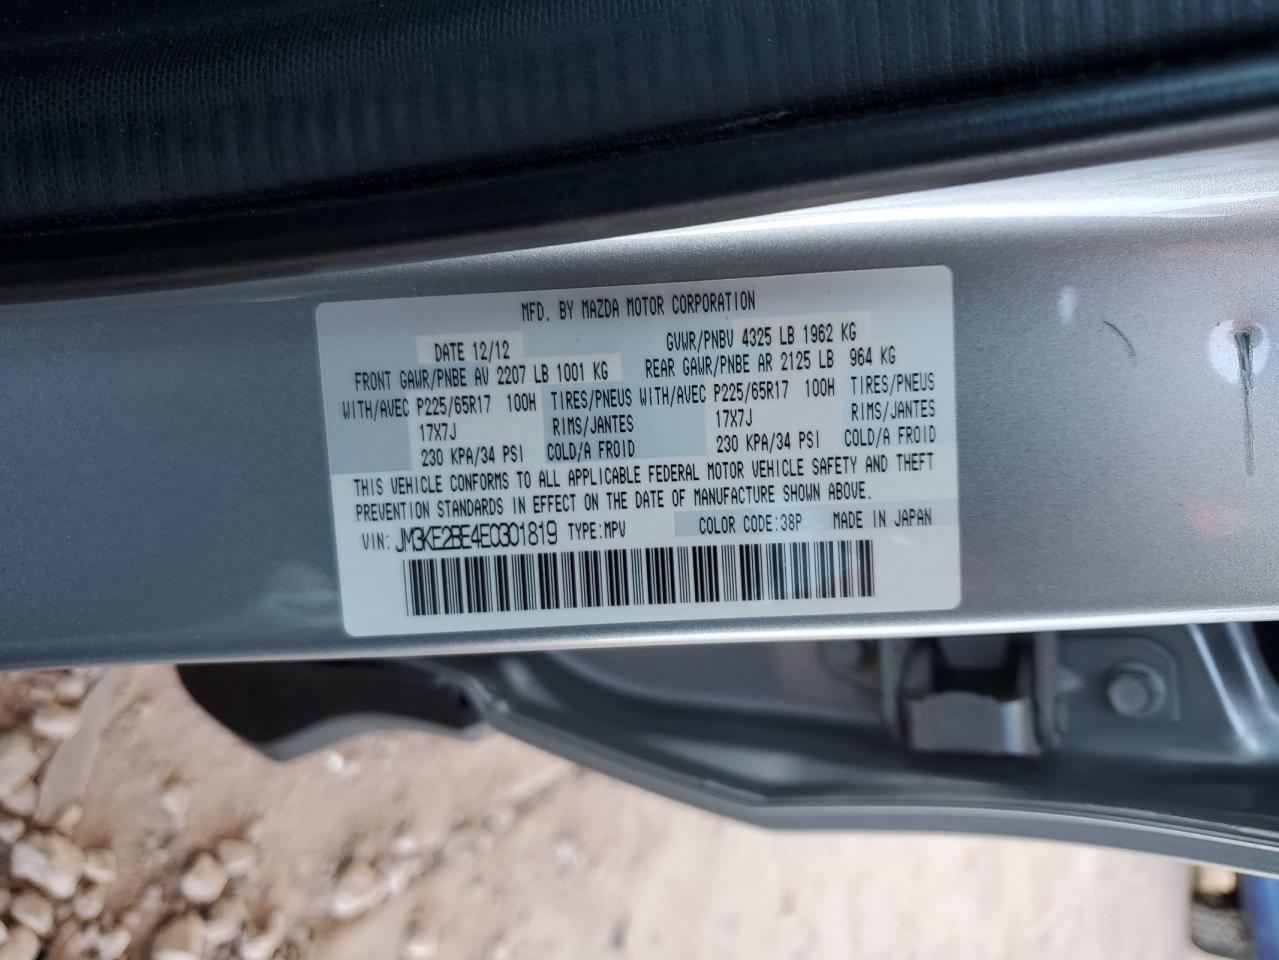 MFD. BY MAZDA MOTOR CORPORATION
DATE 12/12 GVWR/PNBV 4325 LB 1962 KG
FRONT GAWR/PNBE AV 2207 LB 1001 KG REAR GAWR/PNBE AR 2125 LB 964 KG
WITH/AVEC P225/65R17 100H TIRES/PNEUS WITH/AVEC P225/65R17 100H TIRES/PNEUS
17X7J RIMS/JANTES 17X7J RIMS/JANTES
230 KPA/34 PSI COLD/A FROID 230 KPA/34 PSI COLD/A FROID
THIS VEHICLE CONFORMS TO ALL APPLICABLE FEDERAL MOTOR VEHICLE SAFETY AND THEFT
PREVENTION STANDARDS IN EFFECT ON THE DATE OF MANUFACTURE SHOWN ABOVE.
VIN: JM3KE2BE4E0301819 TYPE:MPV COLOR CODE:38P MADE IN JAPAN